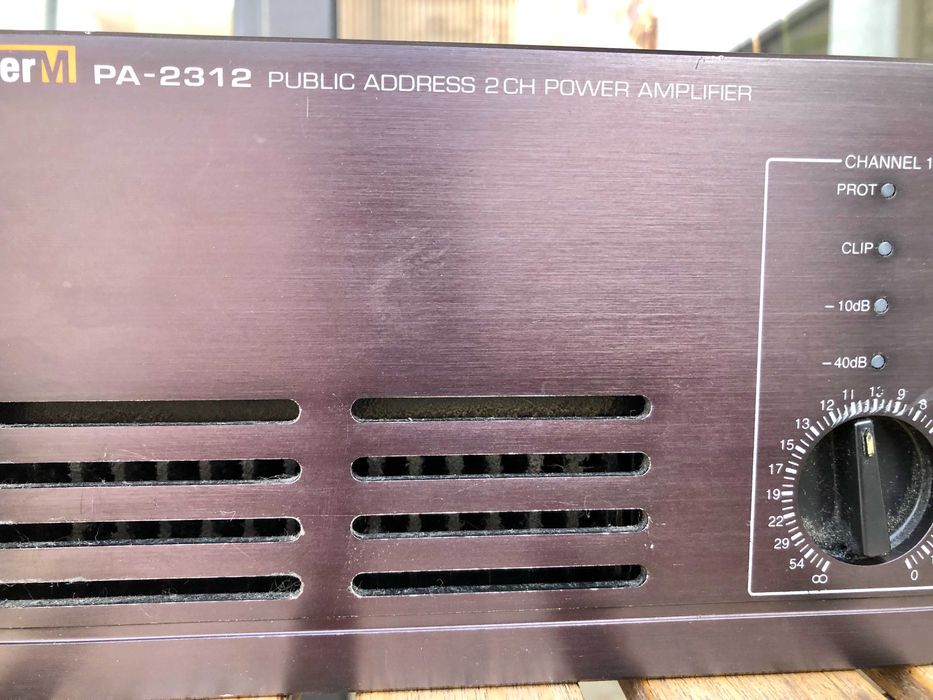 erM PA-2312 PUBLIC ADDRESS 2CH POWER AMPLIFIER
CHANNEL 1
PROT
CLIP
-10dB
-40dB
13 12 11 9 8
15
17
19
22
29
54
∞ 0